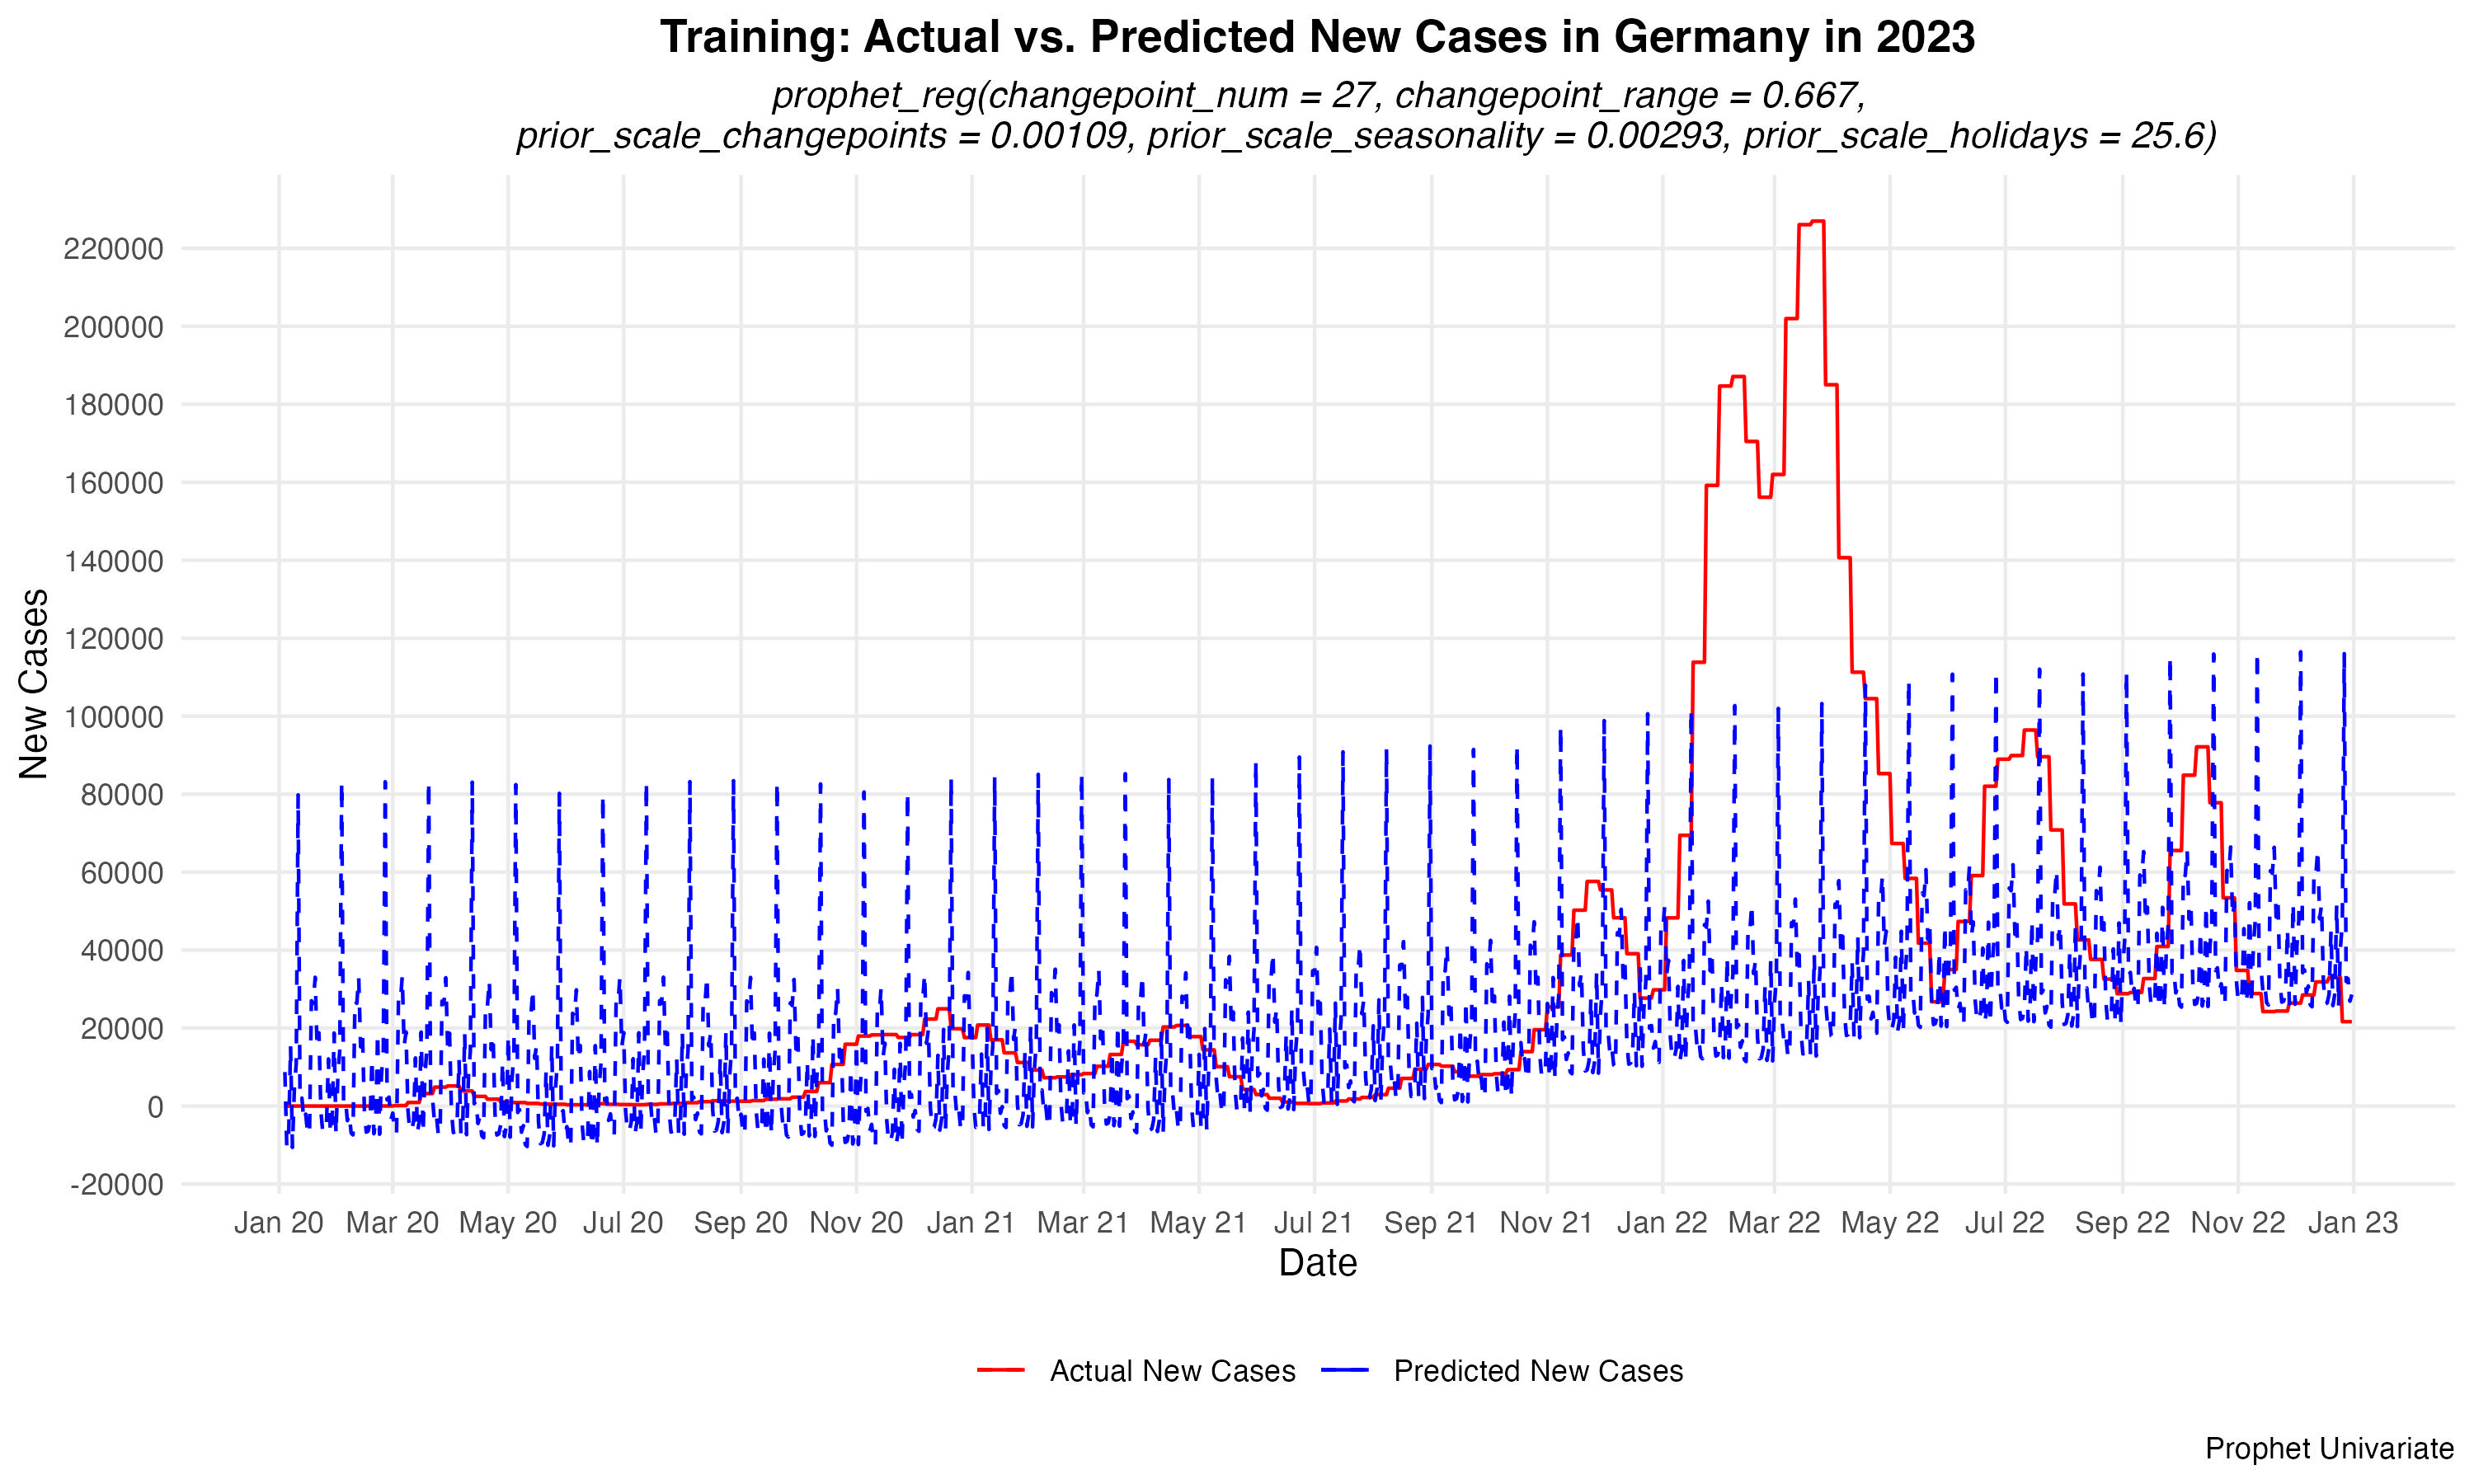 Training: Actual vs. Predicted New Cases in Germany in 2023
prophet_reg(changepoint_num = 27, changepoint_range = 0.667,
prior_scale_changepoints = 0.00109, prior_scale_seasonality = 0.00293, prior_scale_holidays = 25.6)
New Cases
220000
200000
180000
160000
140000
120000
100000
80000
60000
40000
20000
0
-20000
Jan 20 Mar 20 May 20 Jul 20 Sep 20 Nov 20 Jan 21 Mar 21 May 21 Jul 21 Sep 21 Nov 21 Jan 22 Mar 22 May 22 Jul 22 Sep 22 Nov 22 Jan 23
Date
Actual New Cases Predicted New Cases
Prophet Univariate